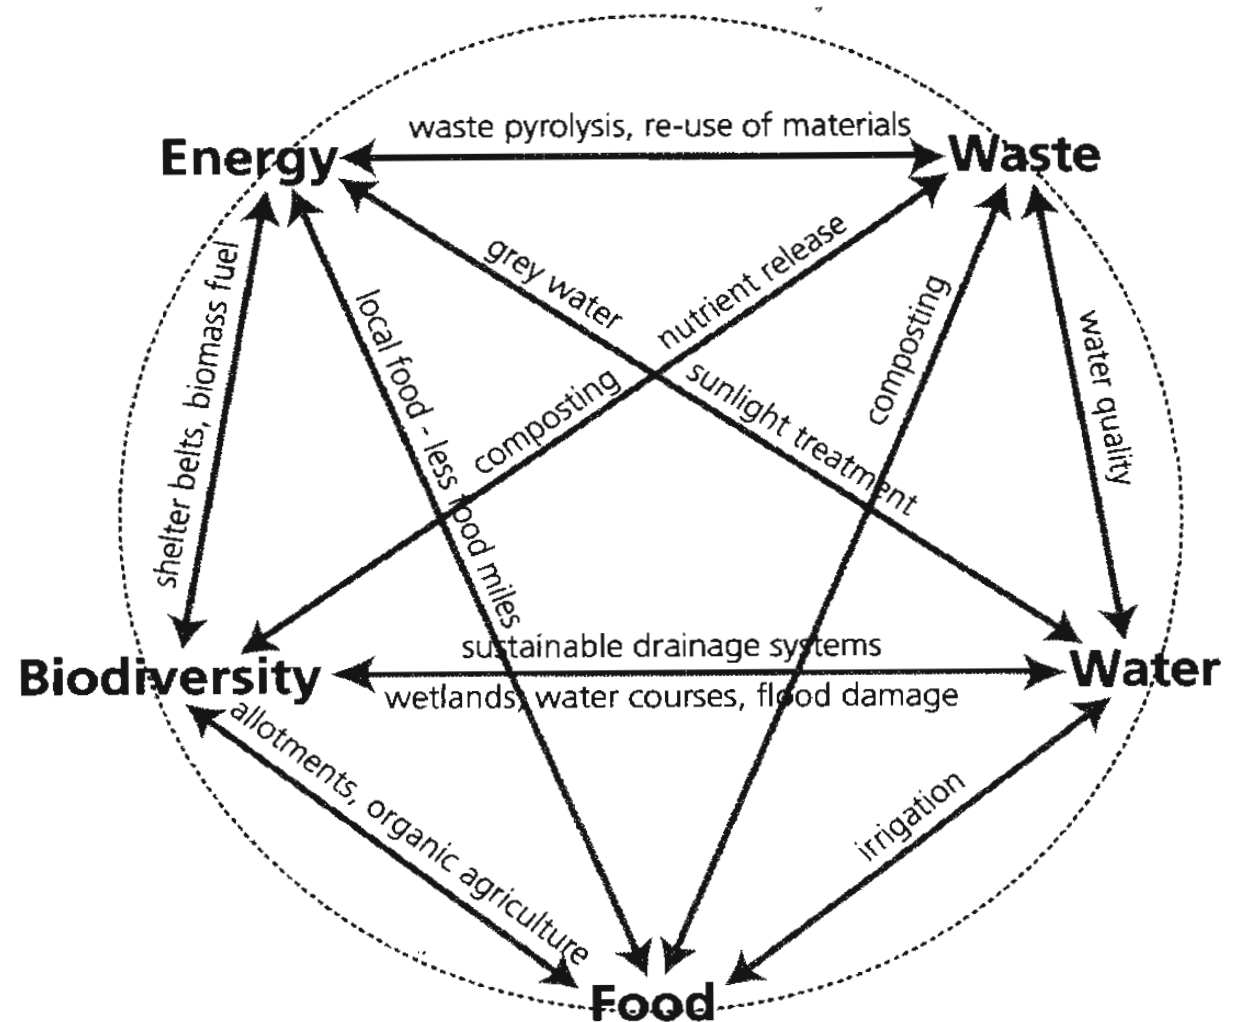 waste pyrolysis, re-use of materials
Energy
Waste
grey water
nutrient release
shelter belts, biomass fuel
local food - less food miles
composting
water quality
composting
sunlight treatment
sustainable drainage systems
Biodiversity
Water
wetlands, water courses, flood damage
allotments, organic agriculture
irrigation
Food